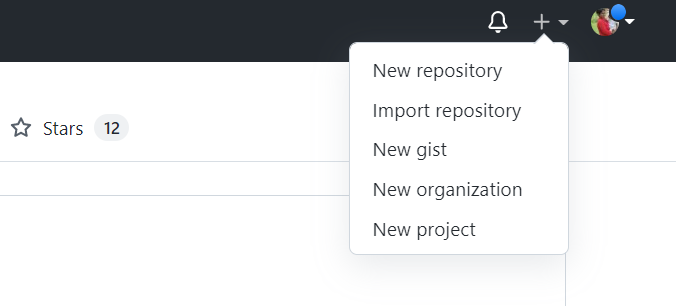 Stars 12
New repository
Import repository
New gist
New organization
New project